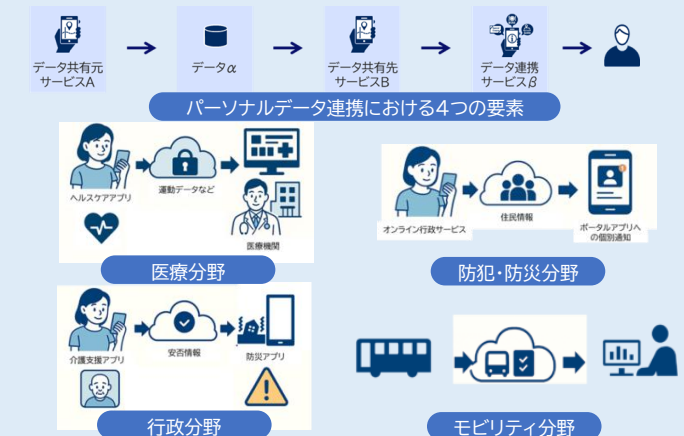 データ共有元
サービスA
データα
データ共有先
サービスB
データ連携
サービスβ
パーソナルデータ連携における4つの要素
ヘルスケアアプリ
運動データなど
医療機関
医療分野
オンライン行政サービス
住民情報
ポータルアプリへ
の個別通知
防犯・防災分野
介護支援アプリ
安否情報
防災アプリ
行政分野
モビリティ分野